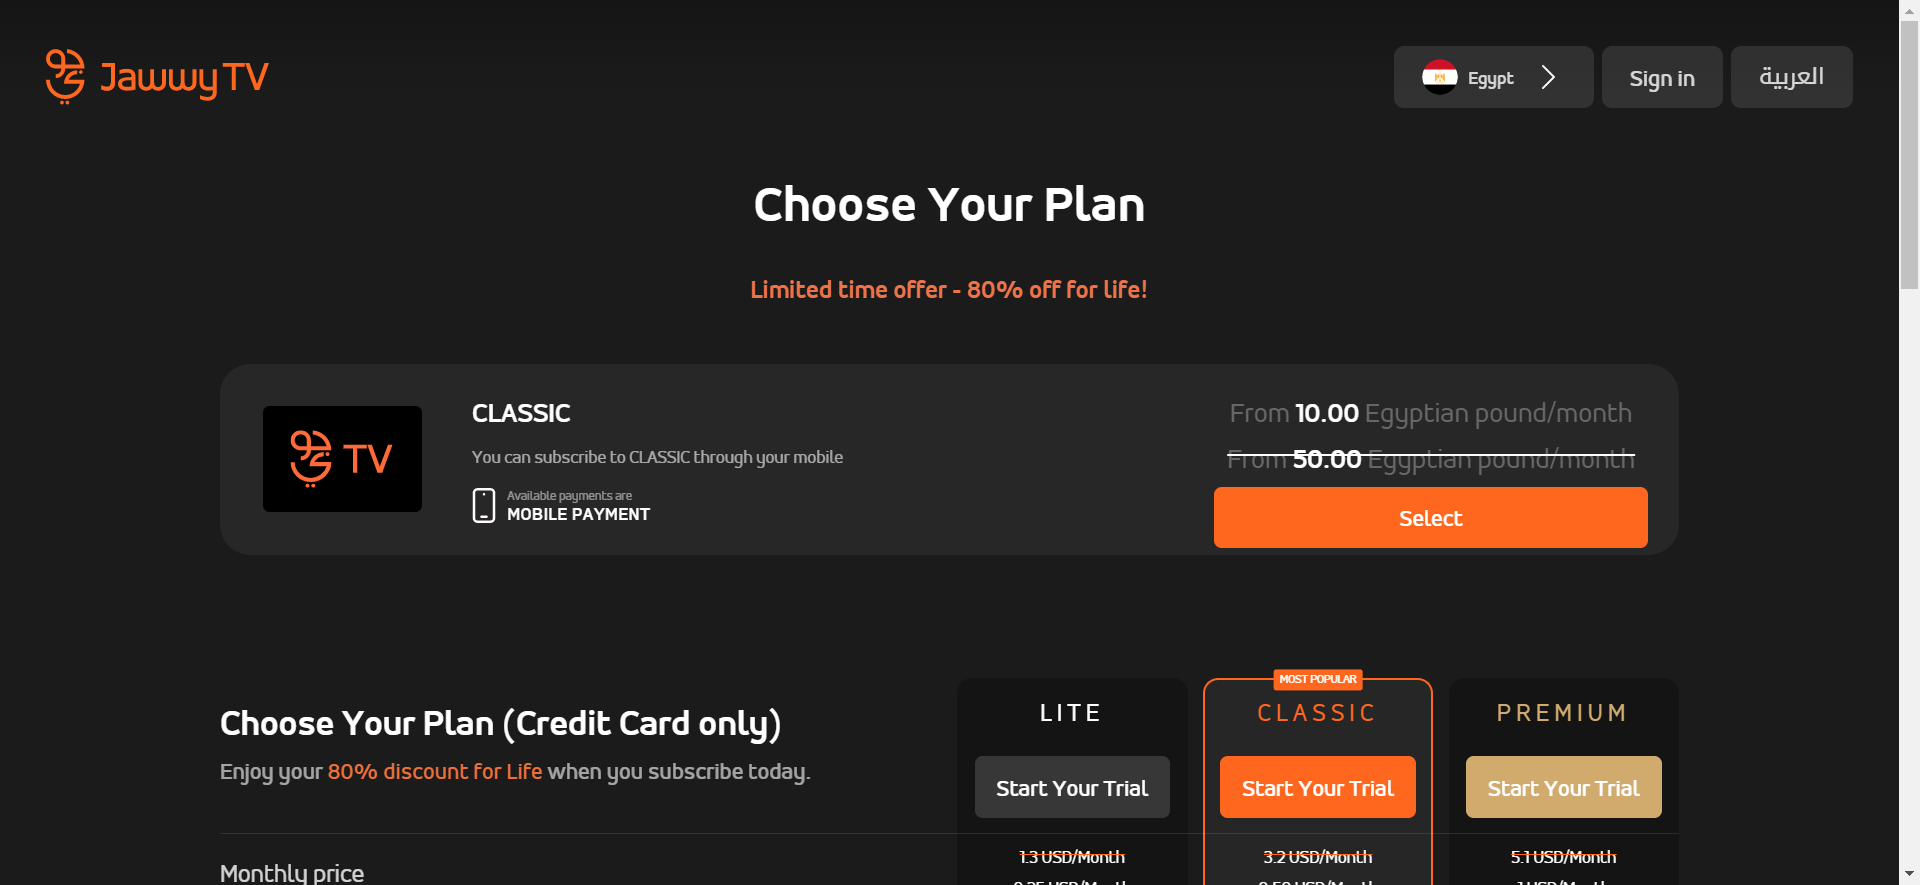 Jawwy TV
Egypt
Sign in
العربية
Choose Your Plan
Limited time offer - 80% off for life!
TV
CLASSIC
You can subscribe to CLASSIC through your mobile
Available payments are
MOBILE PAYMENT
From 10.00 Egyptian pound/month
From 50.00 Egyptian pound/month
Select
Choose Your Plan (Credit Card only)
Enjoy your 80% discount for Life when you subscribe today.
LITE
Start Your Trial
MOST POPULAR
CLASSIC
Start Your Trial
PREMIUM
Start Your Trial
Monthly price
1.3 USD/Month
3.2 USD/Month
5.1 USD/Month